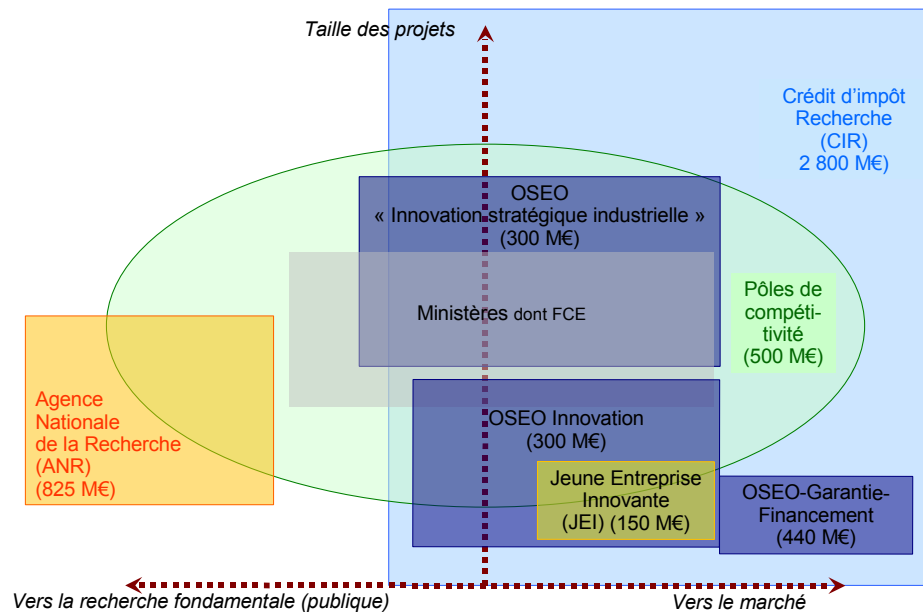 Taille des projets
Crédit d'impôt
Recherche
(CIR)
2 800 M€
OSEO
« Innovation stratégique industrielle »
(300 M€)
Ministères dont FCE
Pôles de
compéti-
tivité
(500 M€)
Agence
Nationale
de la Recherche
(ANR)
(825 M€)
OSEO Innovation
(300 M€)
Jeune Entreprise
Innovante
(JEI) (150 M€)
OSEO-Garantie-
Financement
(440 M€)
Vers la recherche fondamentale (publique)
Vers le marché